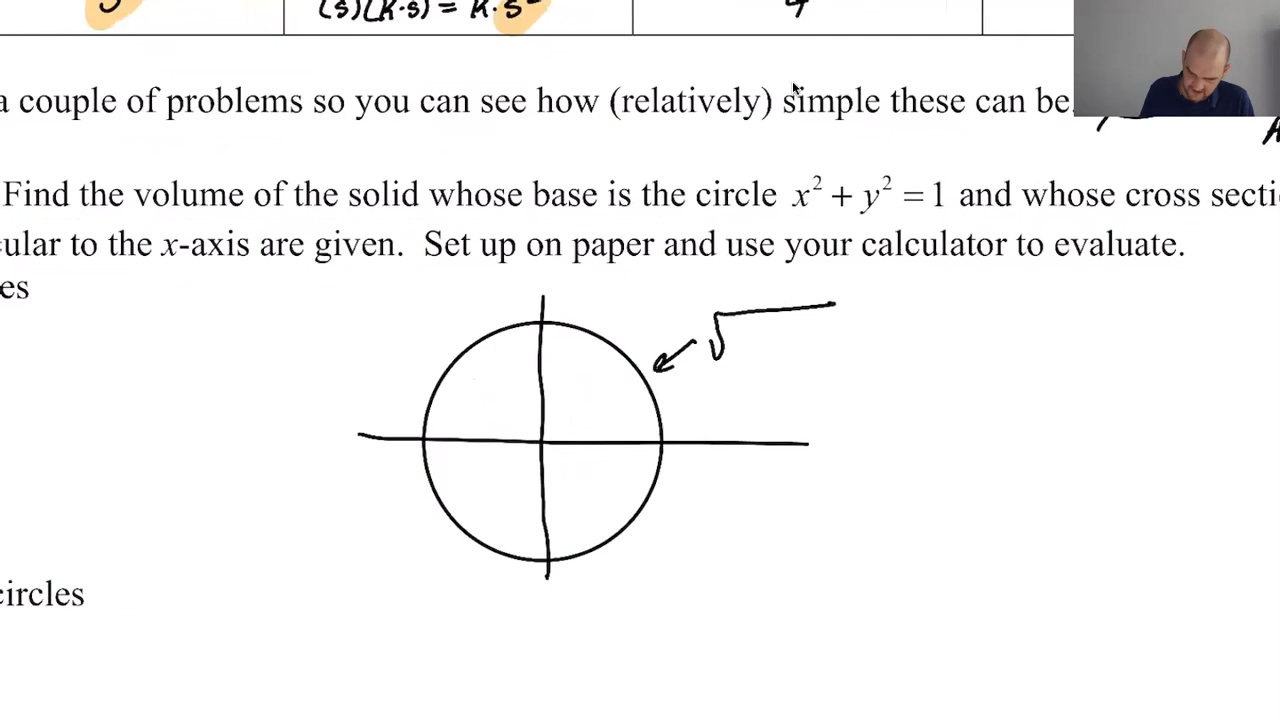 (s)(k·s) = k·s²
4
a couple of problems so you can see how (relatively) simple these can be.
Find the volume of the solid whose base is the circle x² + y² = 1 and whose cross secti
ular to the x-axis are given. Set up on paper and use your calculator to evaluate.
es
√
circles